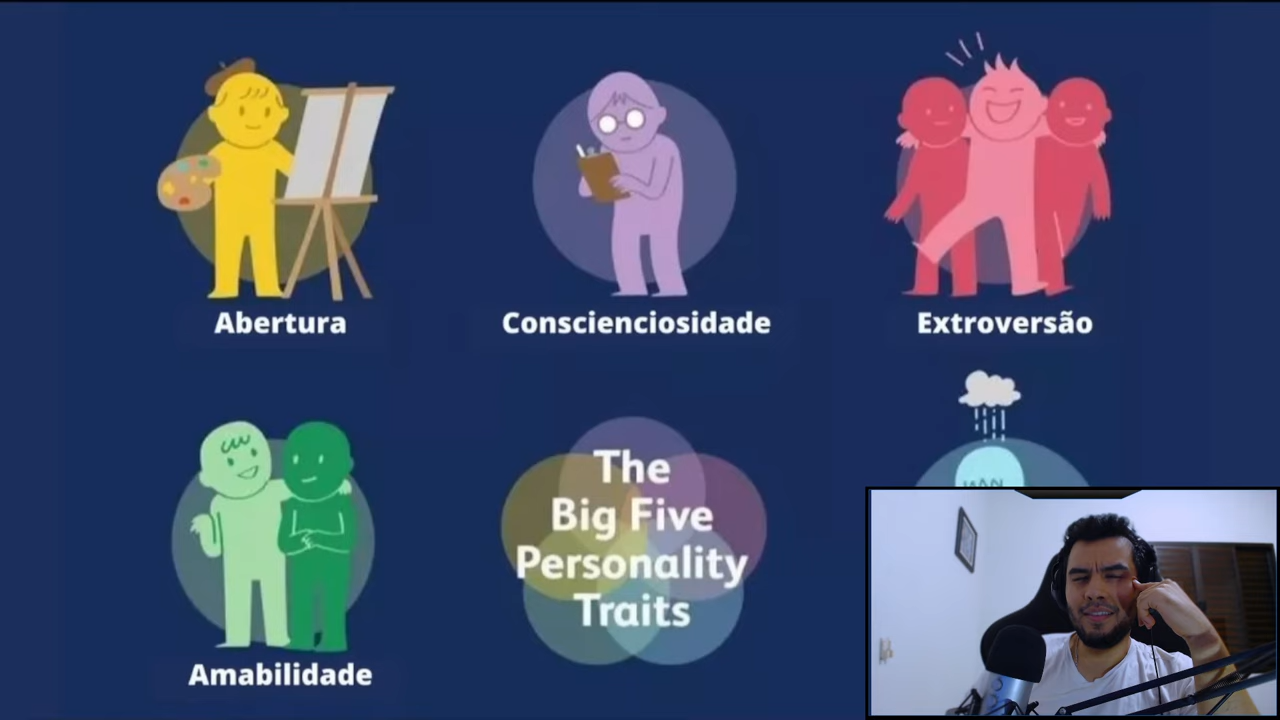 Abertura
Conscienciosidade
Extroversão
Amabilidade
The
Big Five
Personality
Traits